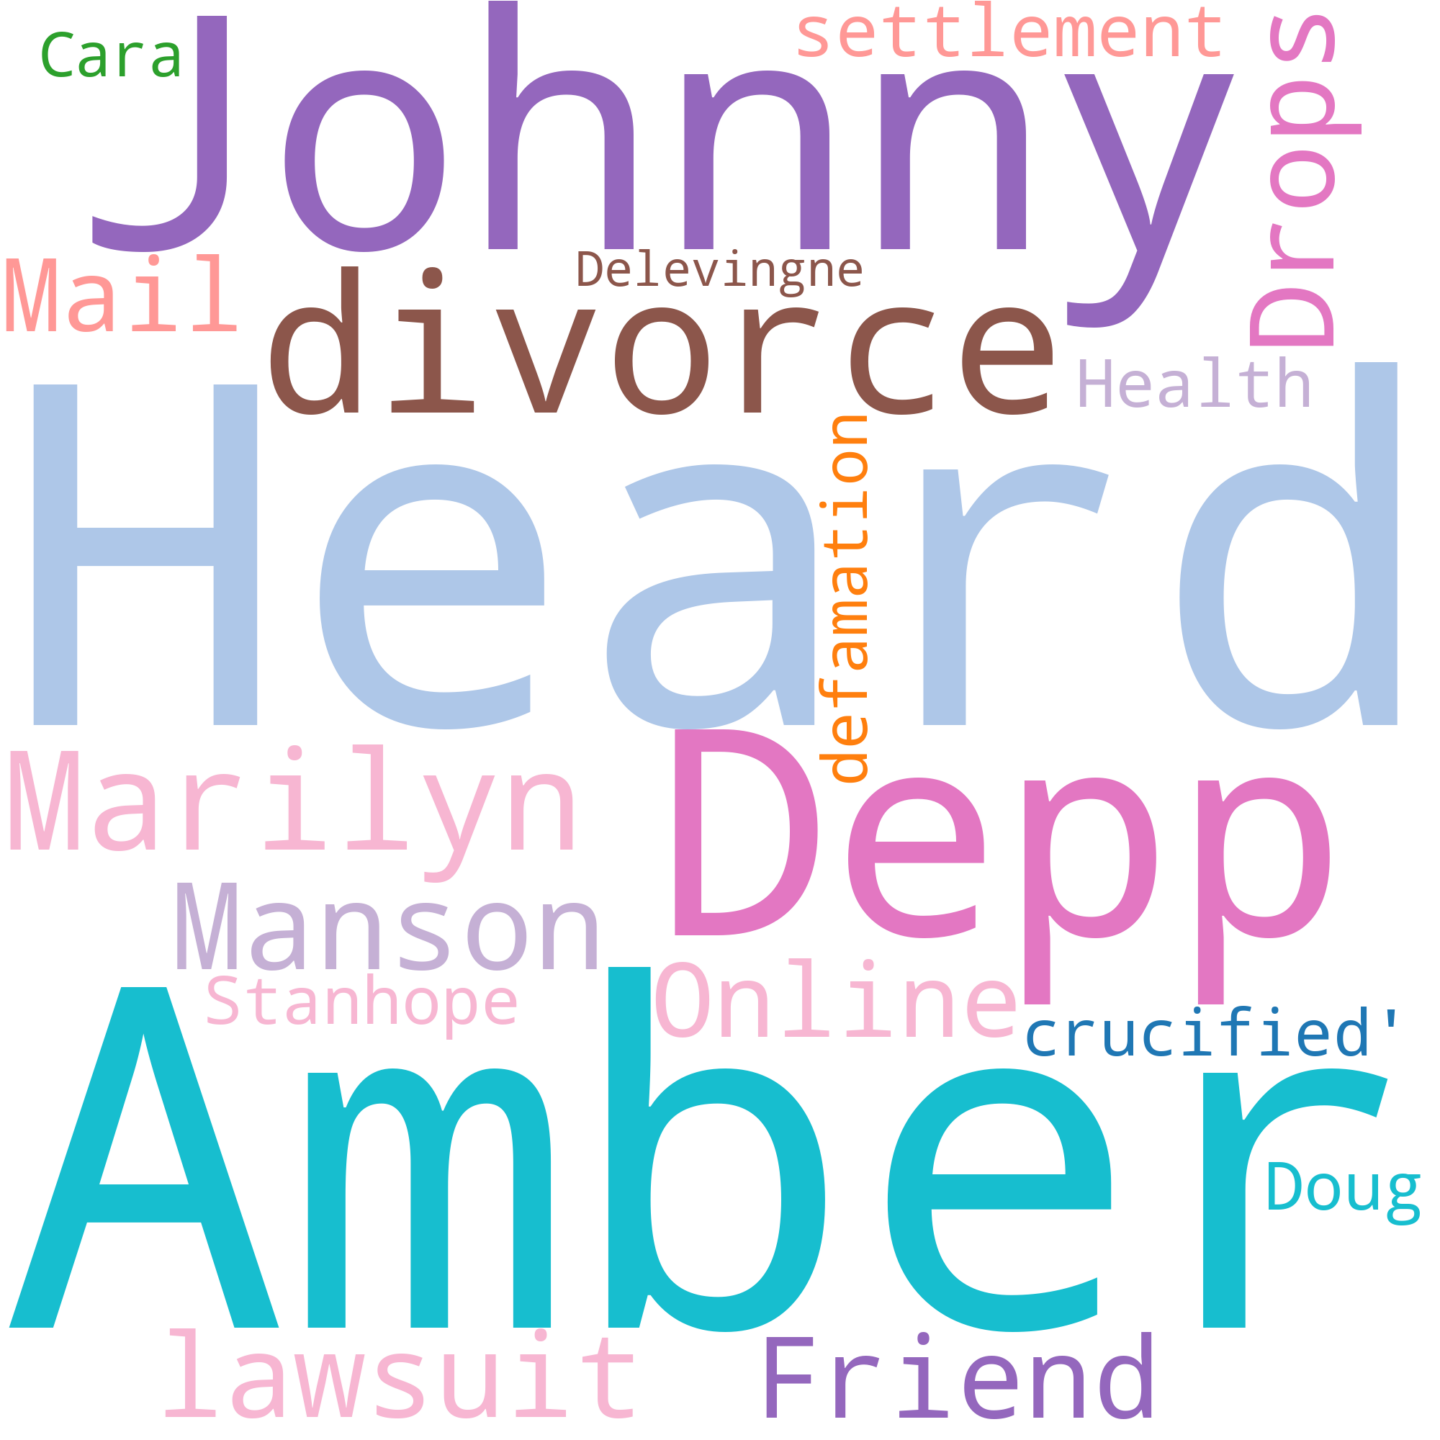 Cara
Johnny
settlement
Drops
Mail
Delevingne
divorce
Health
Heard
defamation
Marilyn
Depp
Manson
Online
Stanhope
crucified'
Amber
Doug
lawsuit
Friend